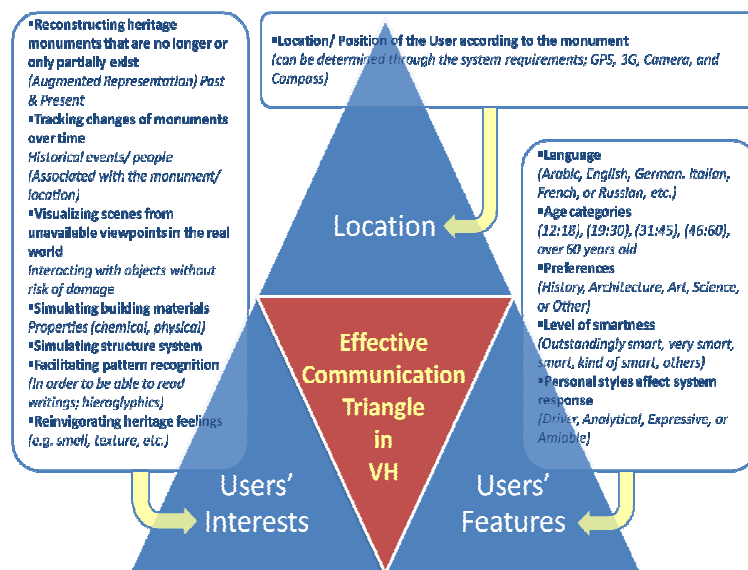 ▪Reconstructing heritage
monuments that are no longer or
only partially exist
(Augmented Representation) Past
& Present
▪Tracking changes of monuments
over time
Historical events/ people
(Associated with the monument/
location)
▪Visualizing scenes from
unavailable viewpoints in the real
world
Interacting with objects without
risk of damage
▪Simulating building materials
Properties (chemical, physical)
▪Simulating structure system
▪Facilitating pattern recognition
(In order to be able to read
writings; hieroglyphics)
▪Reinvigorating heritage feelings
(e.g. smell, texture, etc.)
▪Location/ Position of the User according to the monument
(can be determined through the system requirements; GPS, 3G, Camera, and
Compass)
▪Language
(Arabic, English, German. Italian,
French, or Russian, etc.)
▪Age categories
(12:18), (19:30), (31:45), (46:60),
over 60 years old
▪Preferences
(History, Architecture, Art, Science,
or Other)
▪Level of smartness
(Outstandingly smart, very smart,
smart, kind of smart, others)
▪Personal styles affect system
response
(Driver, Analytical, Expressive, or
Amiable)
Location
Effective
Communication
Triangle
in
VH
Users'
Interests
Users'
Features